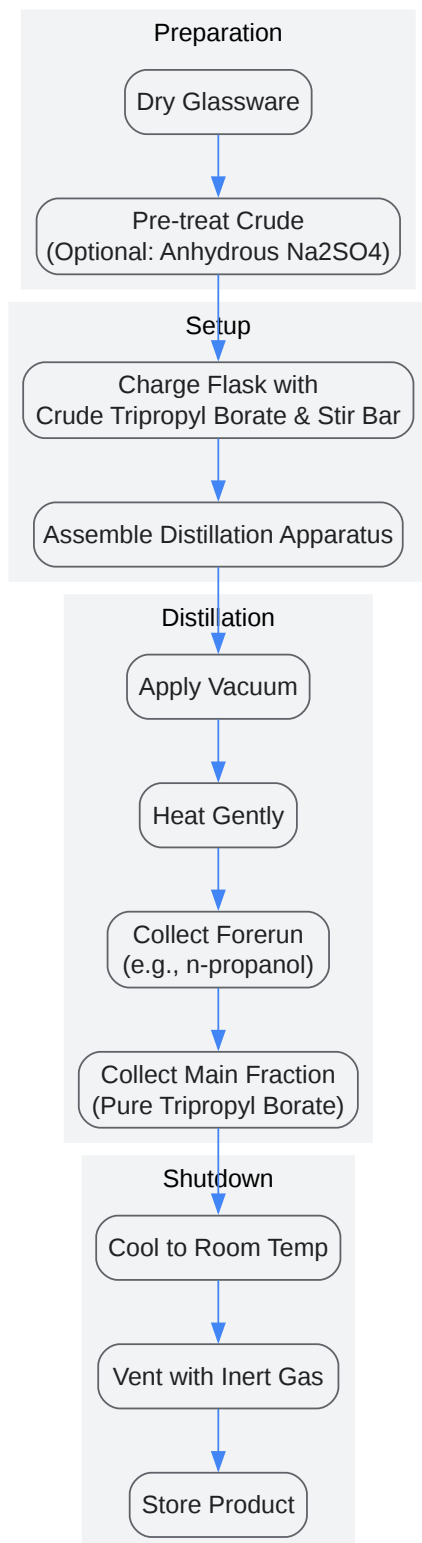 Preparation
Dry Glassware
Pre-treat Crude
(Optional: Anhydrous Na2SO4)
Setup
Charge Flask with
Crude Tripropyl Borate & Stir Bar
Assemble Distillation Apparatus
Distillation
Apply Vacuum
Heat Gently
Collect Forerun
(e.g., n-propanol)
Collect Main Fraction
(Pure Tripropyl Borate)
Shutdown
Cool to Room Temp
Vent with Inert Gas
Store Product